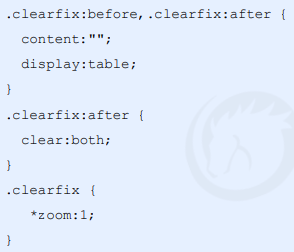 .clearfix:before,.clearfix:after {
  content:"";
  display:table;
}
.clearfix:after {
  clear:both;
}
.clearfix {
   *zoom:1;
}